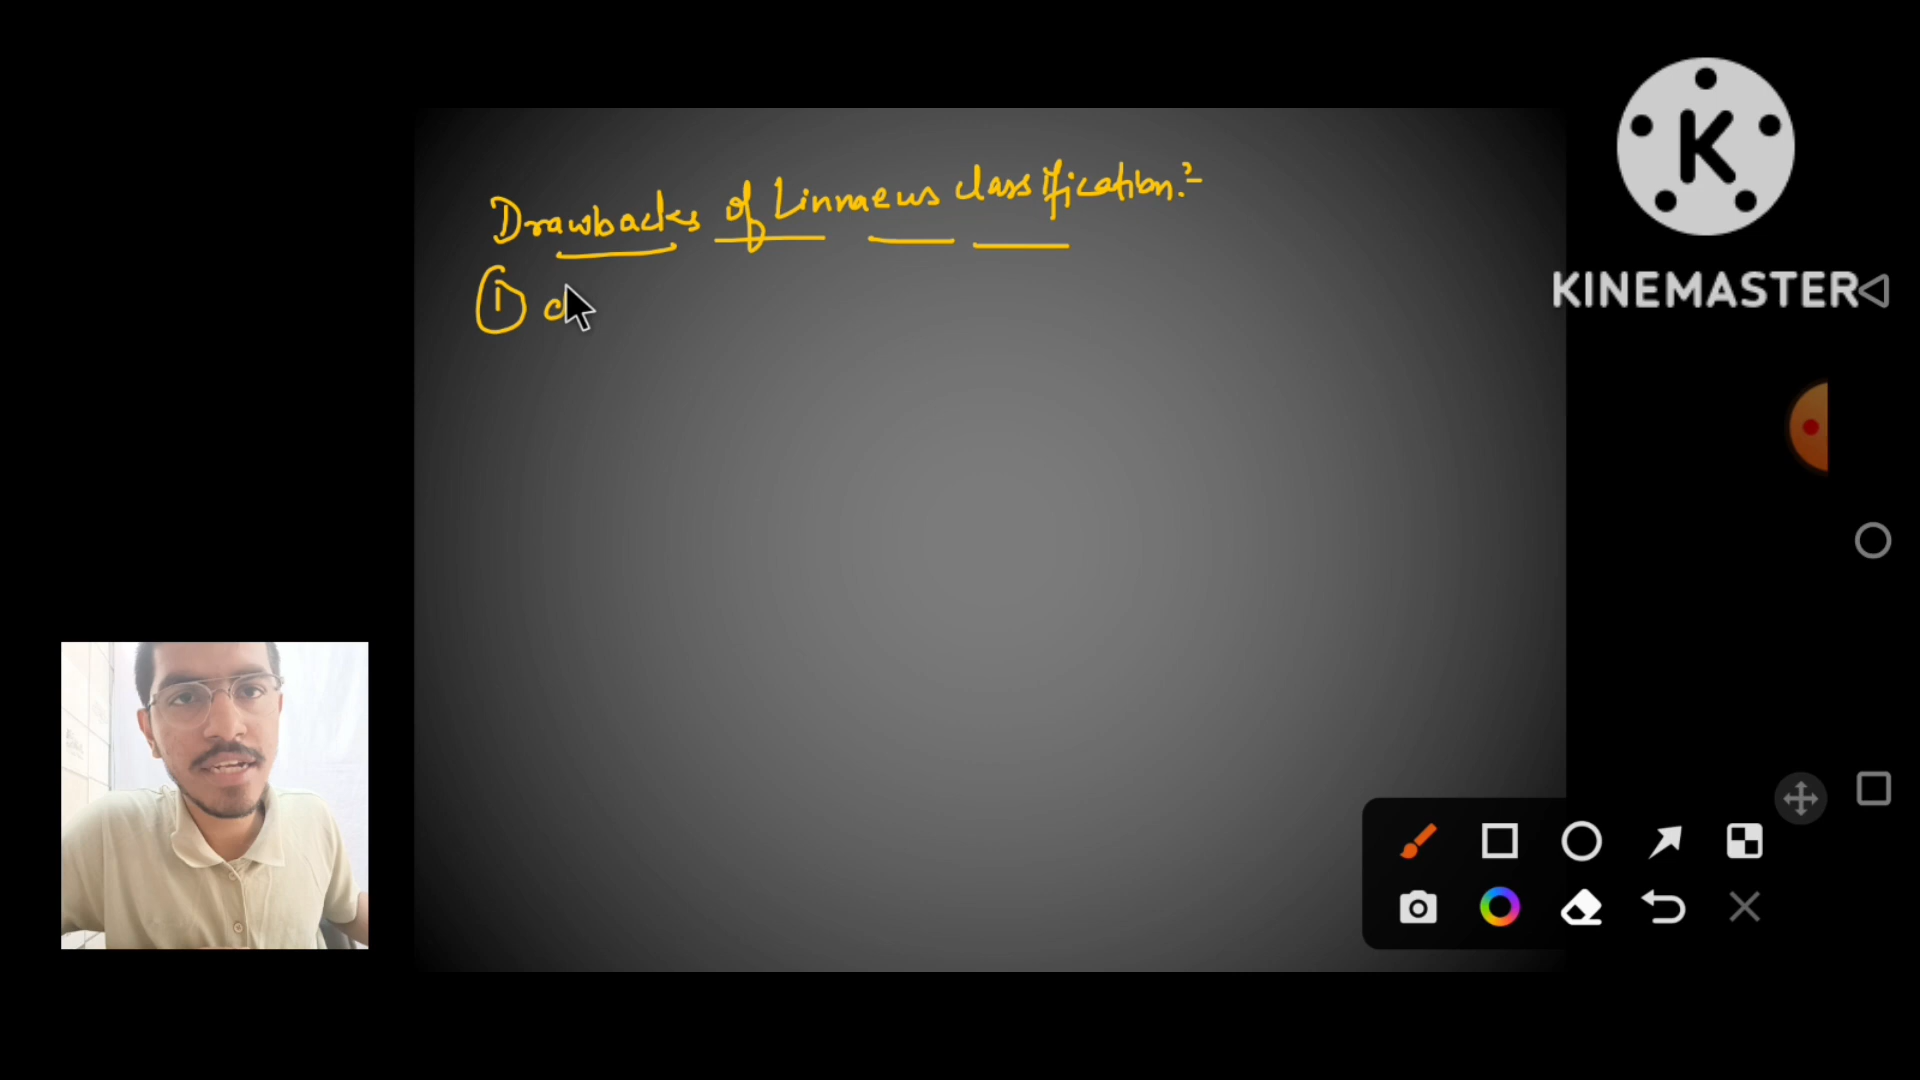 Drawbacks of Linnaeus classification.?
① c
K
KINEMASTER